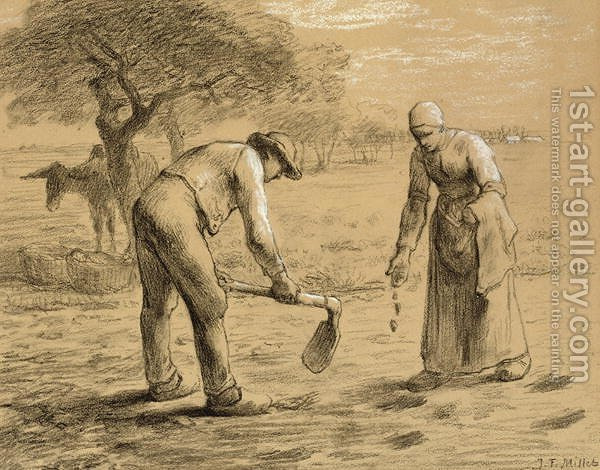 1st-art-gallery.com
This watermark does not appear on the painting
J. F. Millet